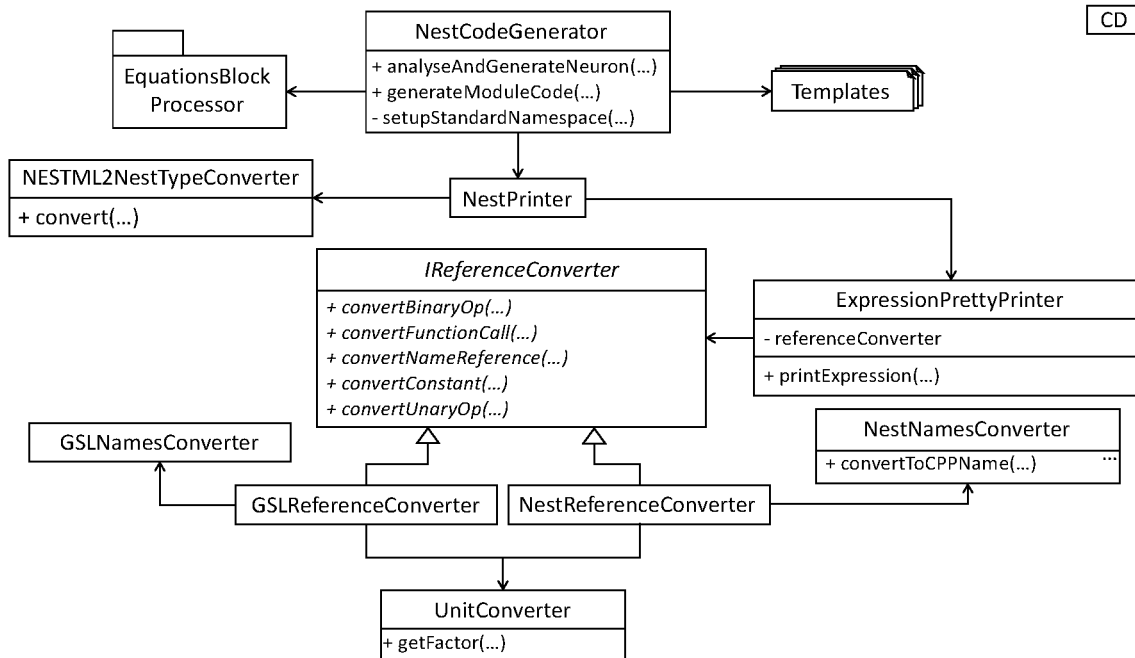 CD
NestCodeGenerator
+ analyseAndGenerateNeuron(...)
+ generateModuleCode(...)
- setupStandardNamespace(...)
EquationsBlock
Processor
Templates
NESTML2NestTypeConverter
+ convert(...)
NestPrinter
IReferenceConverter
+ convertBinaryOp(...)
+ convertFunctionCall(...)
+ convertNameReference(...)
+ convertConstant(...)
+ convertUnaryOp(...)
ExpressionPrettyPrinter
- referenceConverter
+ printExpression(...)
GSLNamesConverter
NestNamesConverter
+ convertToCPPName(...) ...
GSLReferenceConverter
NestReferenceConverter
UnitConverter
+ getFactor(...)